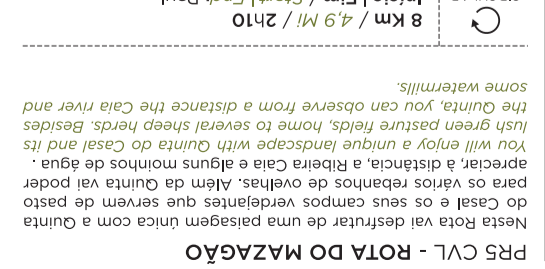 PR5 CVL - ROTA DO MAZAGÃO
Nesta Rota vai desfrutar de uma paisagem única com a Quinta
do Casal e os seus campos verdejantes que servem de pasto
para os vários rebanhos de ovelhas. Além da Quinta vai poder
apreciar, à distância, a Ribeira Caia e alguns moinhos de água .
You will enjoy a unique landscape with Quinta do Casal and its
lush green pasture fields, home to several sheep herds. Besides
the Quinta, you can observe from a distance the Caia river and
some watermills.
8 Km / 4,9 Mi / 2h10
Início | Fim / Start | End: Paul